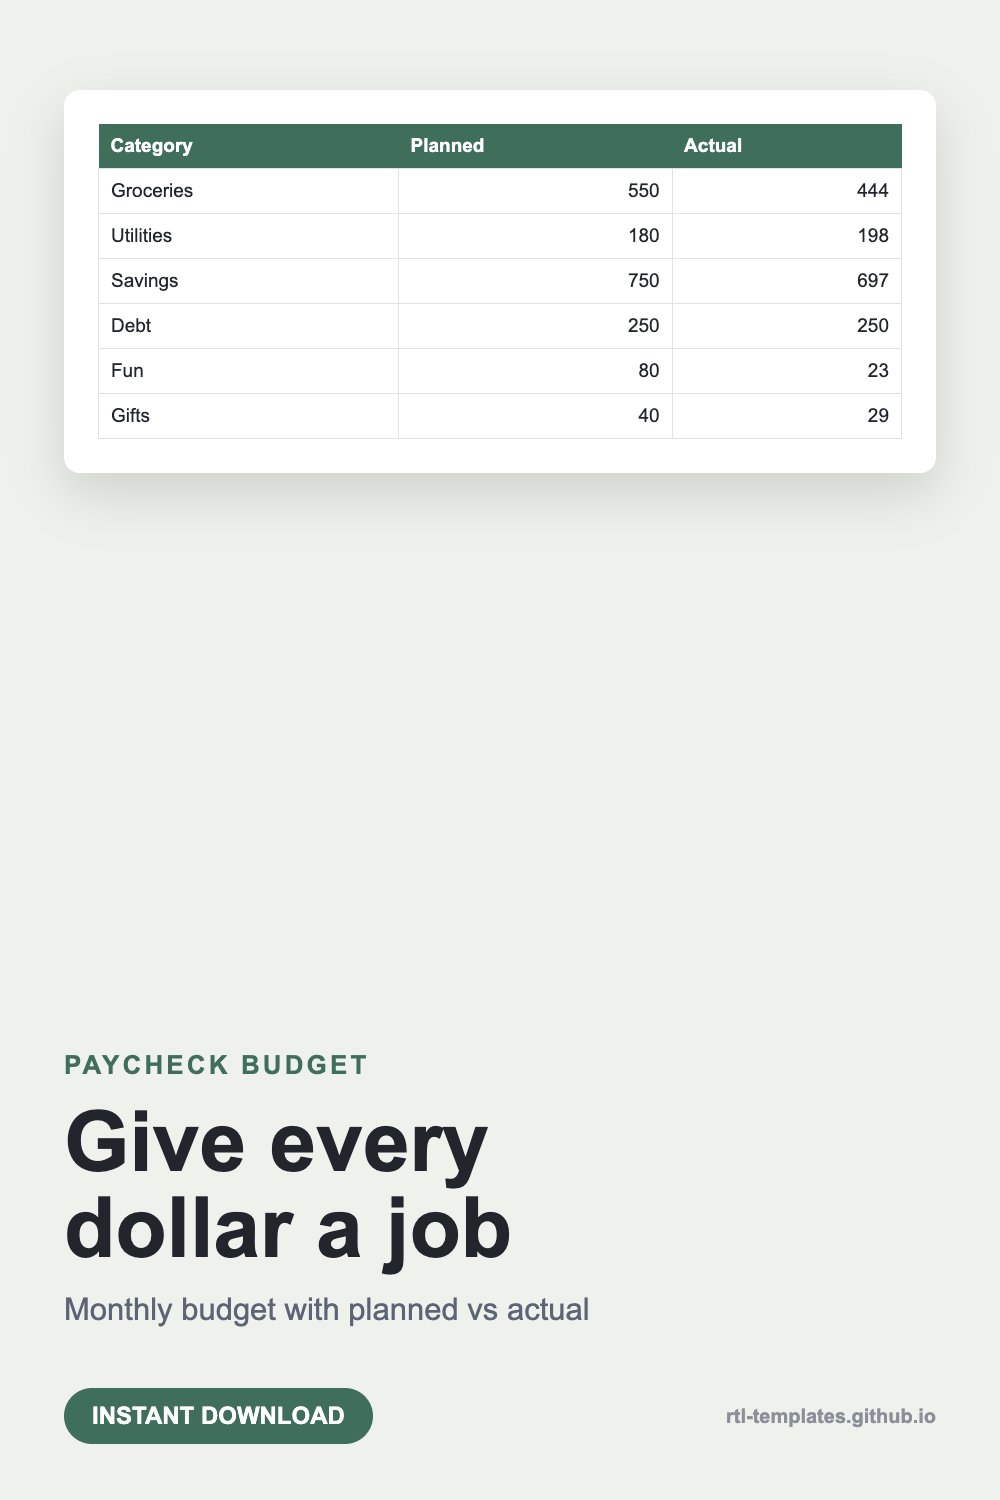 Category Planned Actual
Groceries 550 444
Utilities 180 198
Savings 750 697
Debt 250 250
Fun 80 23
Gifts 40 29
PAYCHECK BUDGET
Give every
dollar a job
Monthly budget with planned vs actual
INSTANT DOWNLOAD
rtl-templates.github.io